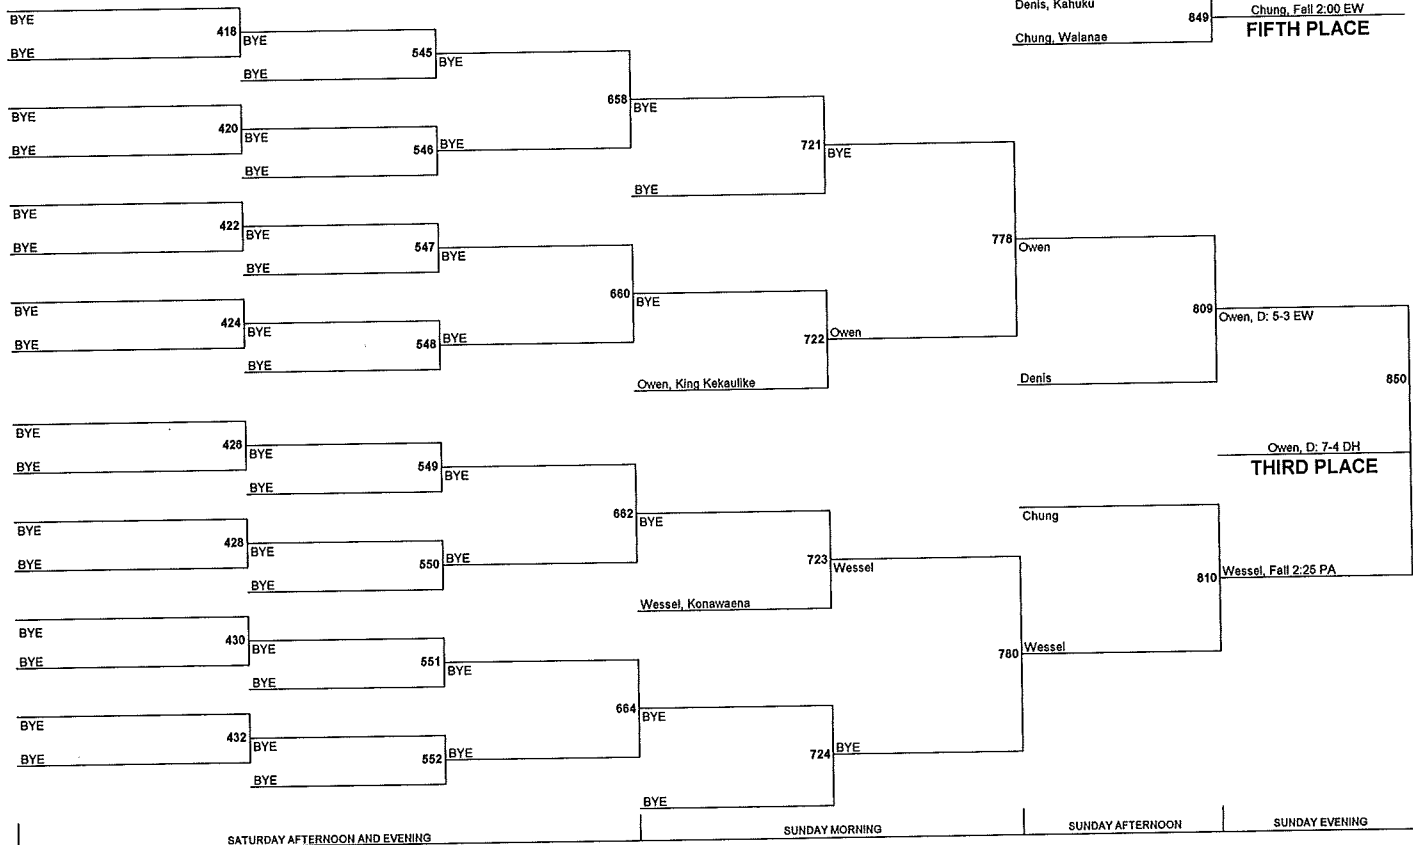 Denis, Kahuku
849
Chung, Fall 2:00 EW
FIFTH PLACE
Chung, Waianae
BYE
BYE
418
BYE
BYE
545
BYE
BYE
BYE
420
BYE
BYE
546
BYE
658
BYE
BYE
721
BYE
BYE
BYE
422
BYE
BYE
547
BYE
BYE
BYE
424
BYE
BYE
548
BYE
660
BYE
Owen, King Kekaulike
722
Owen
778
Owen
Denis
809
Owen, D: 5-3 EW
850
Owen, D: 7-4 DH
THIRD PLACE
BYE
BYE
426
BYE
BYE
549
BYE
BYE
BYE
428
BYE
BYE
550
BYE
662
BYE
Wessel, Konawaena
723
Wessel
BYE
BYE
430
BYE
BYE
551
BYE
BYE
BYE
432
BYE
BYE
552
BYE
664
BYE
BYE
724
BYE
780
Wessel
Chung
810
Wessel, Fall 2:25 PA
SATURDAY AFTERNOON AND EVENING
SUNDAY MORNING
SUNDAY AFTERNOON
SUNDAY EVENING